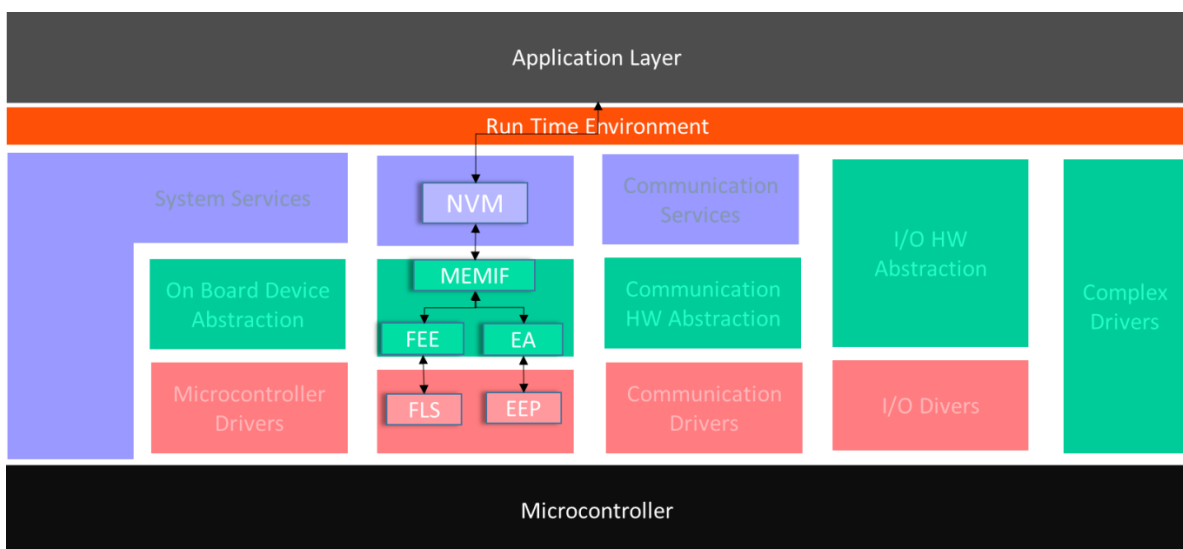 Application Layer
Run Time Environment
System Services
NVM
Communication
Services
I/O HW
Abstraction
Complex
Drivers
On Board Device
Abstraction
MEMIF
FEE
EA
Communication
HW Abstraction
Microcontroller
Drivers
FLS
EEP
Communication
Drivers
I/O Divers
Microcontroller